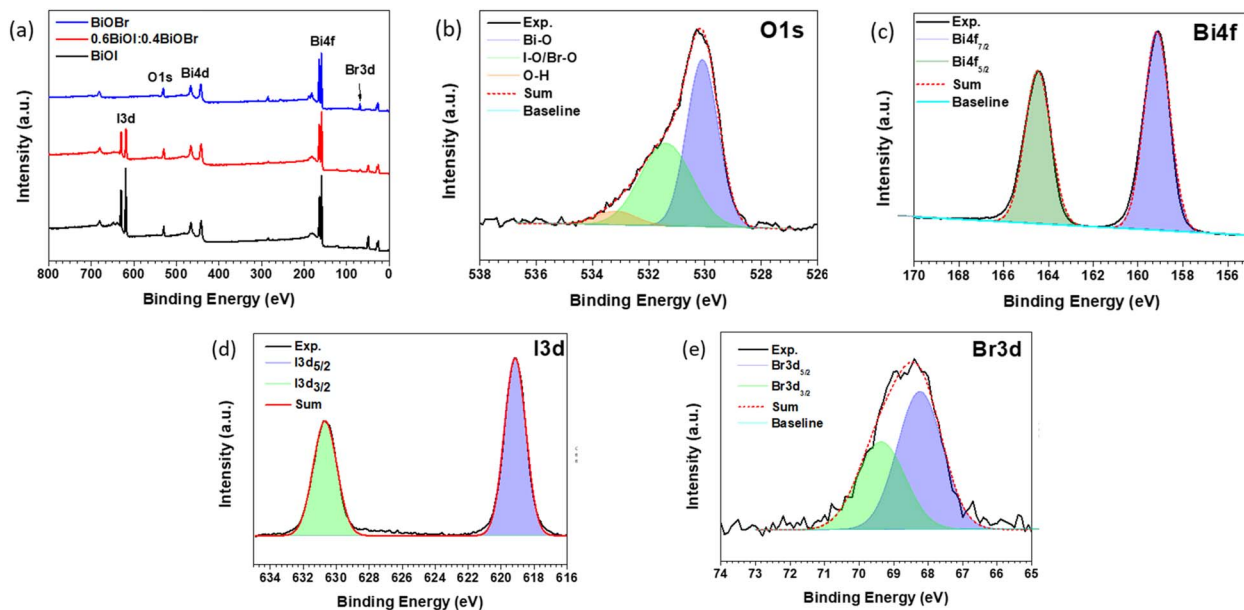 (a)
BiOBr
0.6BiOI:0.4BiOBr
BiOI
I3d
O1s
Bi4d
Bi4f
Br3d
Intensity (a.u.)
800 700 600 500 400 300 200 100 0
Binding Energy (eV)
(b)
O1s
Exp.
Bi-O
I-O/Br-O
O-H
Sum
Baseline
Intensity (a.u.)
538 536 534 532 530 528 526
Binding Energy (eV)
(c)
Bi4f
Exp.
Bi4f7/2
Bi4f5/2
Sum
Baseline
Intensity (a.u.)
170 168 166 164 162 160 158 156
Binding Energy (eV)
(d)
I3d
Exp.
I3d5/2
I3d3/2
Sum
Intensity (a.u.)
634 632 630 628 626 624 622 620 618 616
Binding Energy (eV)
(e)
Br3d
Exp.
Br3d5/2
Br3d3/2
Sum
Baseline
Intensity (a.u.)
74 73 72 71 70 69 68 67 66 65
Binding Energy (eV)